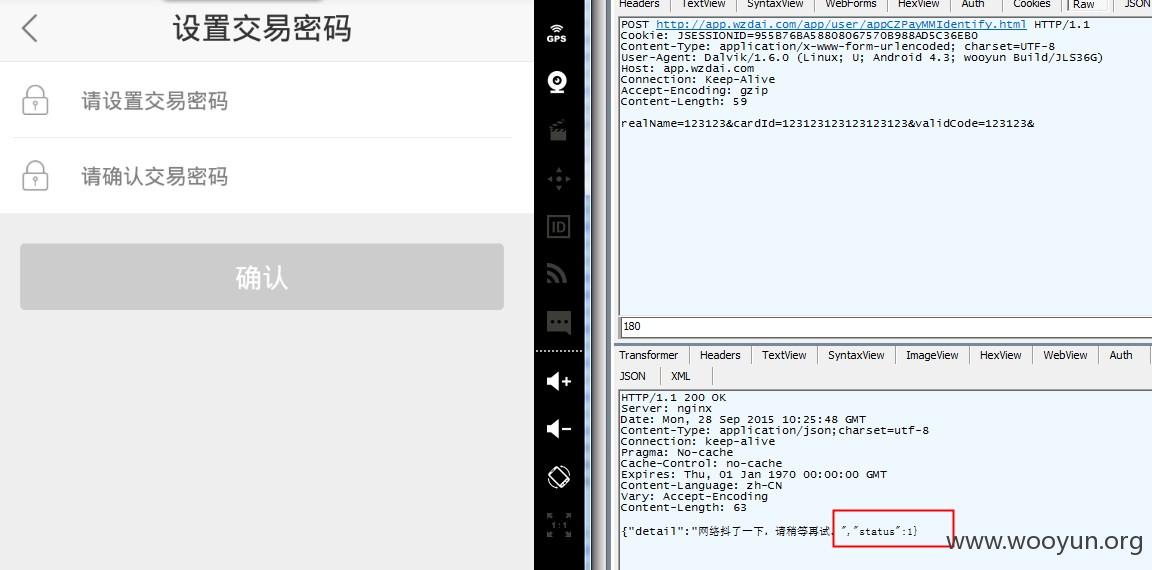 设置交易密码
请设置交易密码
请确认交易密码
确认
GPS
ID
1:1
Headers TextView SyntaxView WebForms HexView Auth Cookies Raw JSON
POST http://app.wzdai.com/app/user/appCZPayMMIdentify.html HTTP/1.1
Cookie: JSESSIONID=955B76BA58808067570B988AD5C36EB0
Content-Type: application/x-www-form-urlencoded; charset=UTF-8
User-Agent: Dalvik/1.6.0 (Linux; U; Android 4.3; wooyun Build/JLS36G)
Host: app.wzdai.com
Connection: Keep-Alive
Accept-Encoding: gzip
Content-Length: 59
realName=123123&cardId=123123123123123123&validCode=123123&
180
Transformer Headers TextView SyntaxView ImageView HexView WebView Auth
JSON XML
HTTP/1.1 200 OK
Server: nginx
Date: Mon, 28 Sep 2015 10:25:48 GMT
Content-Type: application/json;charset=utf-8
Connection: keep-alive
Pragma: No-cache
Cache-Control: no-cache
Expires: Thu, 01 Jan 1970 00:00:00 GMT
Content-Language: zh-CN
Vary: Accept-Encoding
Content-Length: 63
{"detail":"网络抖了一下，请稍等再试。","status":1}
www.wooyun.org